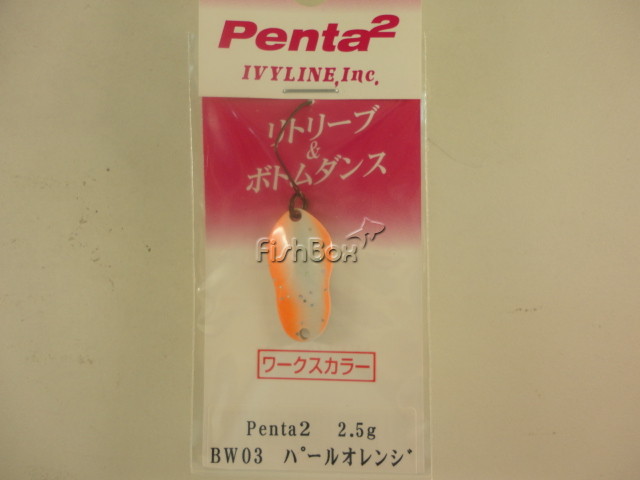 Penta2
IVYLINE,Inc.
リトリーブ
&
ボトムダンス
FishBox
ワークスカラー
Penta2 2.5g
BW03 パールオレンジ